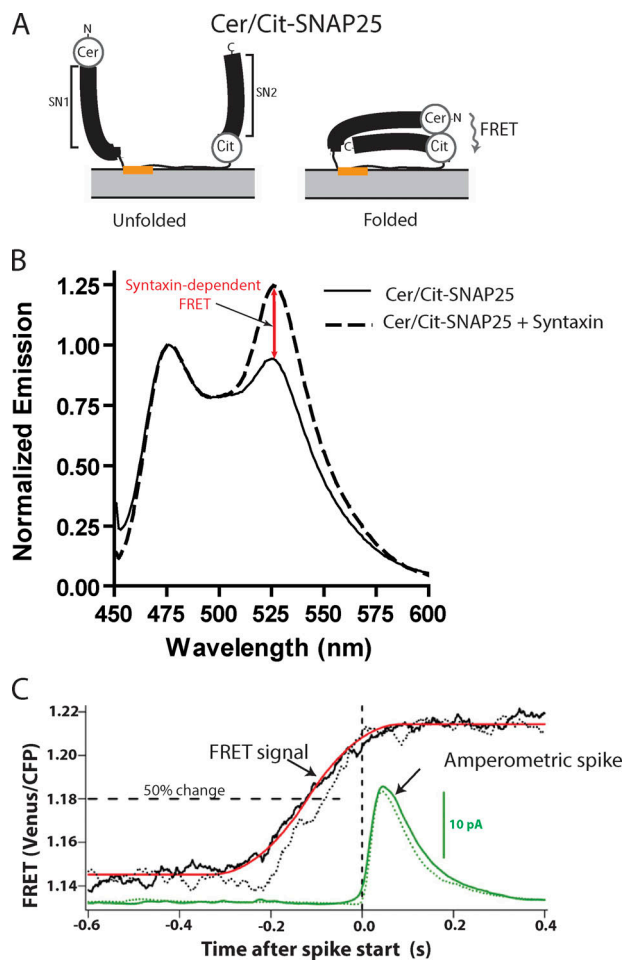 A
Cer/Cit-SNAP25
N
Cer
SN1
C
SN2
Cit
Unfolded
Cer
N
C
Cit
FRET
Folded
B
Normalized Emission
1.25
1.00
0.75
0.50
0.25
0.00
Syntaxin-dependent
FRET
Cer/Cit-SNAP25
Cer/Cit-SNAP25 + Syntaxin
450 475 500 525 550 575 600
Wavelength (nm)
C
FRET (Venus/CFP)
1.22
1.20
1.18
1.16
1.14
FRET signal
50% change
Amperometric spike
10 pA
-0.6 -0.4 -0.2 0.0 0.2 0.4
Time after spike start (s)